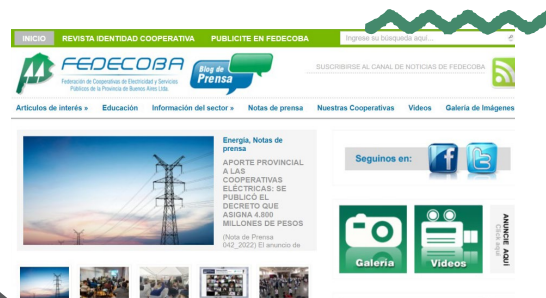 INICIO REVISTA IDENTIDAD COOPERATIVA PUBLICITE EN FEDECOBA
Ingrese su búsqueda aquí...
FEDECOBA
Federación de Cooperativas de Electricidad y Servicios
Públicos de la Provincia de Buenos Aires Ltda.
Blog de
Prensa
SUSCRIBIRSE AL CANAL DE NOTICIAS DE FEDECOBA
Artículos de interés » Educación Información del sector » Notas de prensa Nuestras Cooperativas Videos Galería de Imágenes
Energía, Notas de
prensa
APORTE PROVINCIAL
A LAS
COOPERATIVAS
ELÉCTRICAS: SE
PUBLICÓ EL
DECRETO QUE
ASIGNA 4.800
MILLONES DE PESOS
(Nota de Prensa
042_2022) El anuncio de
Seguinos en:
Galería
Videos
ANUNCIE AQUÍ
Click aquí